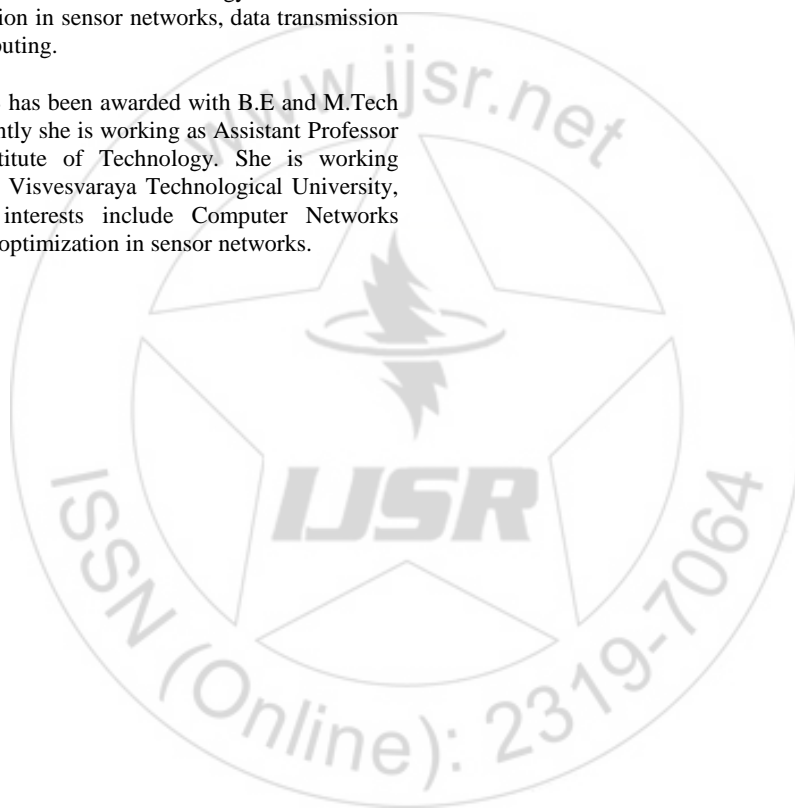 ion in sensor networks, data transmission
outing.
has been awarded with B.E and M.Tech
ntly she is working as Assistant Professor
titute of Technology. She is working
Visvesvaraya Technological University,
interests include Computer Networks
optimization in sensor networks.
www.ijsr.net
IJSR
ISSN (Online): 2319-7064